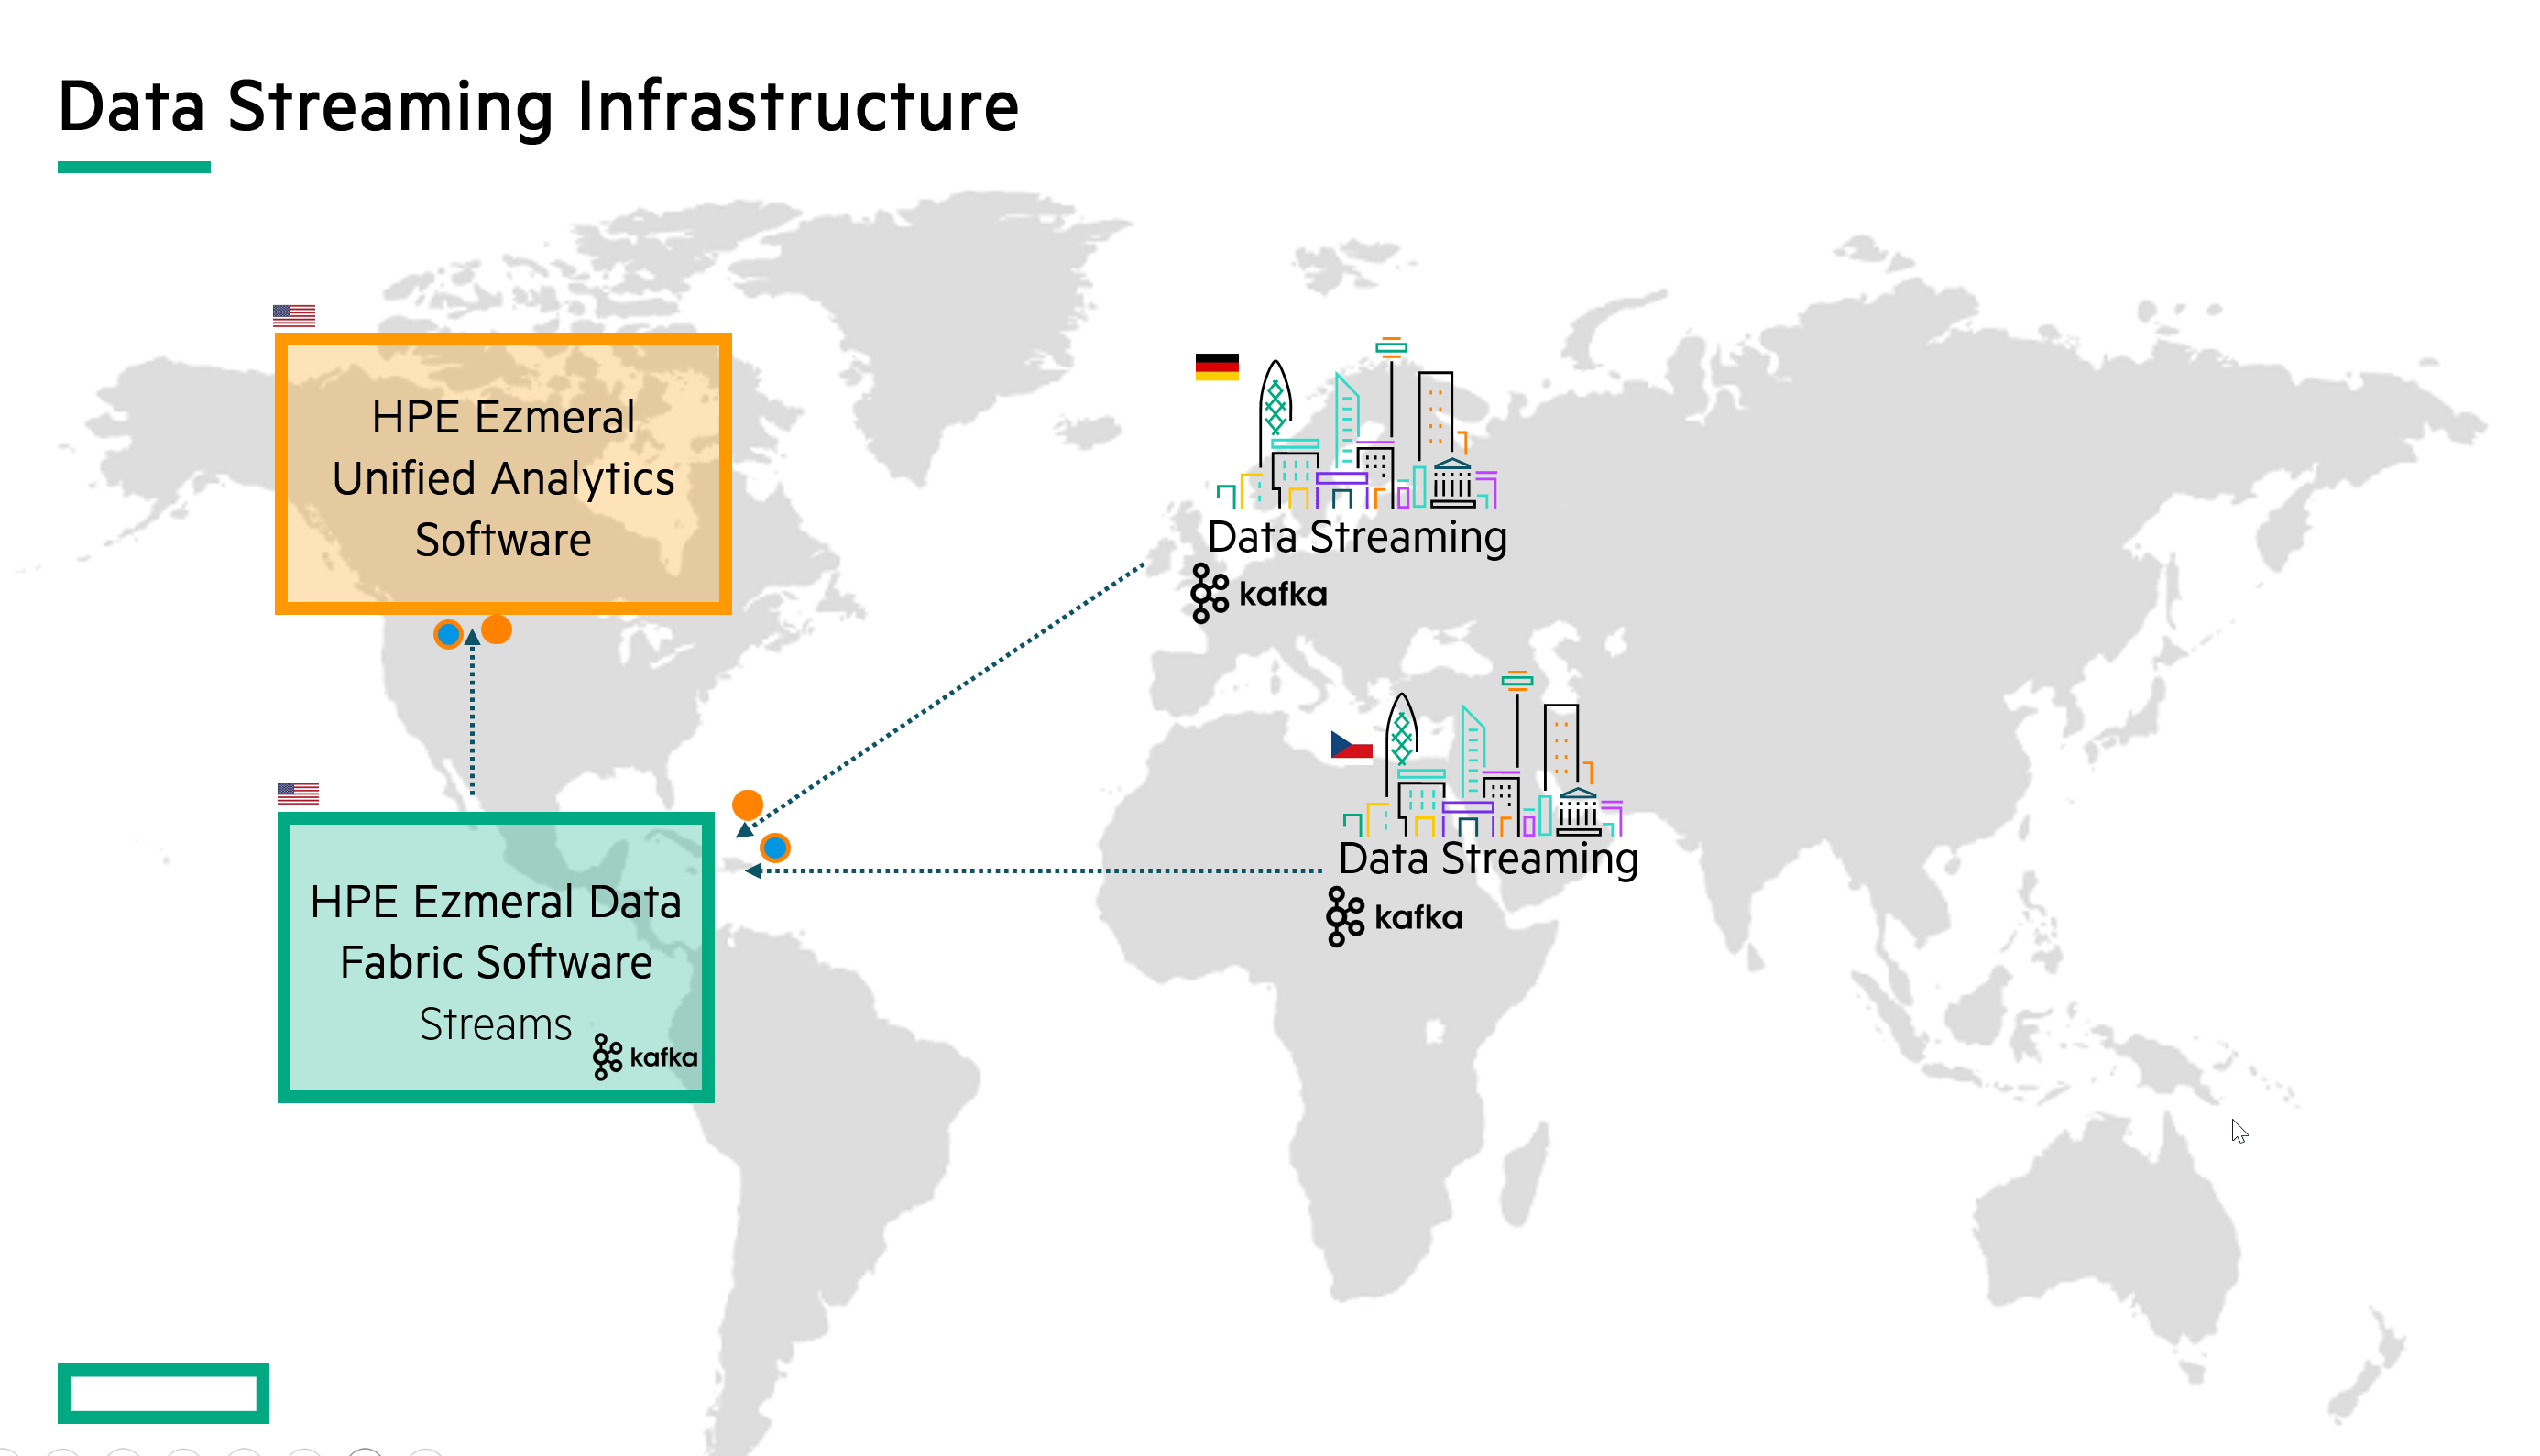 Data Streaming Infrastructure
HPE Ezmeral
Unified Analytics
Software
Data Streaming
kafka
Data Streaming
kafka
HPE Ezmeral Data
Fabric Software
Streams
kafka